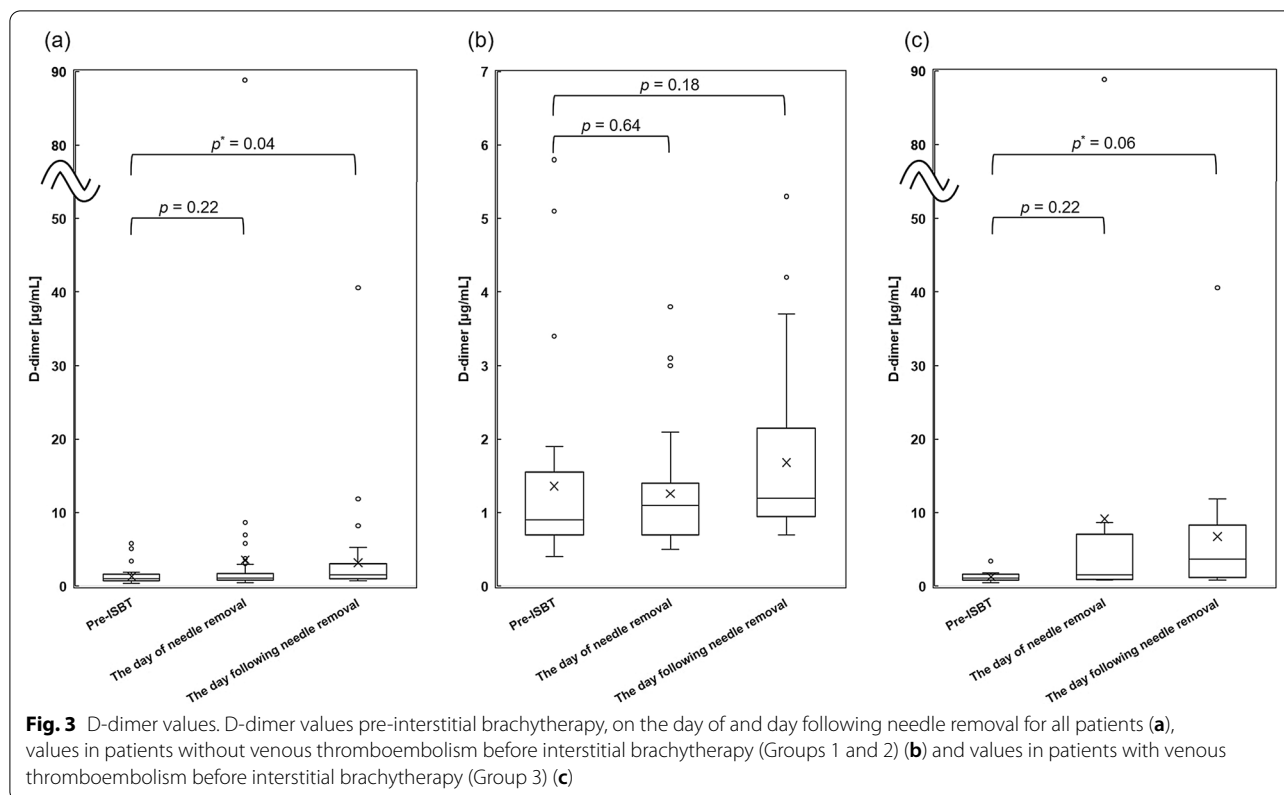 (a)
90
80
50
40
30
20
10
0
D-dimer [µg/mL]
p* = 0.04
p = 0.22
Pre-ISBT
The day of needle removal
The day following needle removal
(b)
7
6
5
4
3
2
1
0
D-dimer [µg/mL]
p = 0.18
p = 0.64
Pre-ISBT
The day of needle removal
The day following needle removal
(c)
90
80
50
40
30
20
10
0
D-dimer [µg/mL]
p* = 0.06
p = 0.22
Pre-ISBT
The day of needle removal
The day following needle removal
Fig. 3 D-dimer values. D-dimer values pre-interstitial brachytherapy, on the day of and day following needle removal for all patients (a),
values in patients without venous thromboembolism before interstitial brachytherapy (Groups 1 and 2) (b) and values in patients with venous
thromboembolism before interstitial brachytherapy (Group 3) (c)